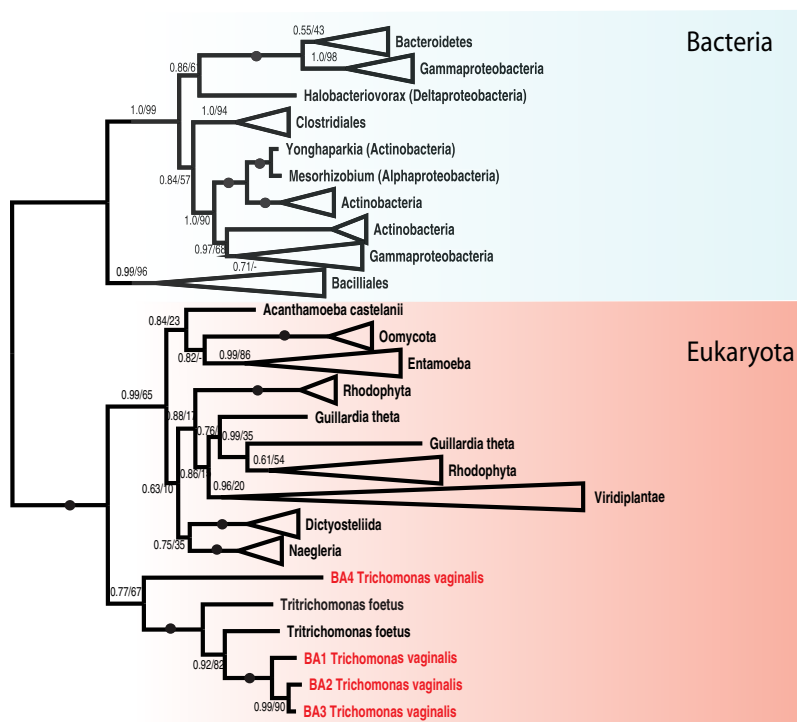 0.55/43
Bacteroidetes
Bacteria
1.0/98
0.86/6
Gammaproteobacteria
Halobacteriovorax (Deltaproteobacteria)
1.0/99
1.0/94
Clostridiales
Yonghaparkia (Actinobacteria)
Mesorhizobium (Alphaproteobacteria)
0.84/57
Actinobacteria
1.0/90
Actinobacteria
0.97/68
Gammaproteobacteria
0.71/-
0.99/96
Bacilliales
Acanthamoeba castelanii
0.84/23
Oomycota
Eukaryota
0.82/-
0.99/86
Entamoeba
0.99/65
Rhodophyta
0.88/17
Guillardia theta
0.76/
0.99/35
Guillardia theta
0.61/54
Rhodophyta
0.86/1
0.63/10
0.96/20
Viridiplantae
Dictyosteliida
0.75/35
Naegleria
BA4 Trichomonas vaginalis
0.77/67
Tritrichomonas foetus
Tritrichomonas foetus
BA1 Trichomonas vaginalis
0.92/82
BA2 Trichomonas vaginalis
0.99/90
BA3 Trichomonas vaginalis